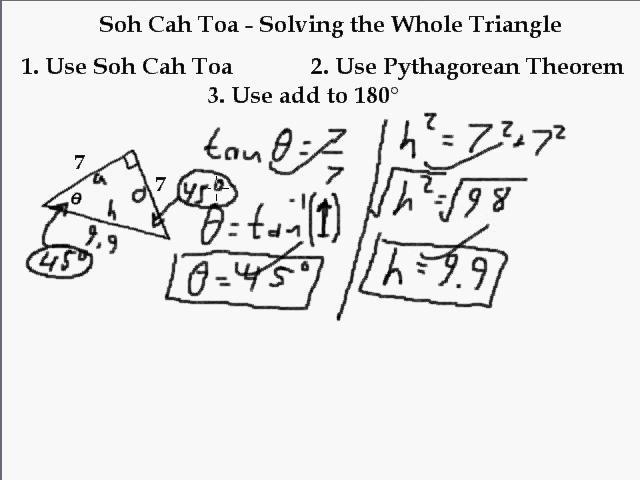 Soh Cah Toa - Solving the Whole Triangle
1. Use Soh Cah Toa 2. Use Pythagorean Theorem
3. Use add to 180°
7
a
θ
7
o
h
9.9
45°
45°
tan θ = 7/7
θ = tan⁻¹(1)
θ = 45°
h² = 7² + 7²
√h² = √98
h = 9.9